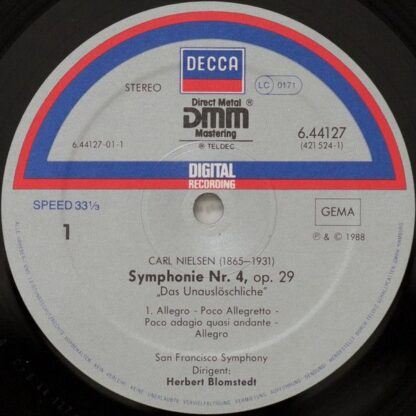 DECCA
STEREO
LC 0171
Direct Metal ®
DMM
Mastering
℗ TELDEC
6.44127-01-1
6.44127
(421 524-1)
DIGITAL
RECORDING
SPEED 33⅓
GEMA
1
℗ & © 1988
CARL NIELSEN (1865—1931)
Symphonie Nr. 4, op. 29
„Das Unauslöschliche“
1. Allegro - Poco Allegretto -
Poco adagio quasi andante -
Allegro
San Francisco Symphony
Dirigent:
Herbert Blomstedt